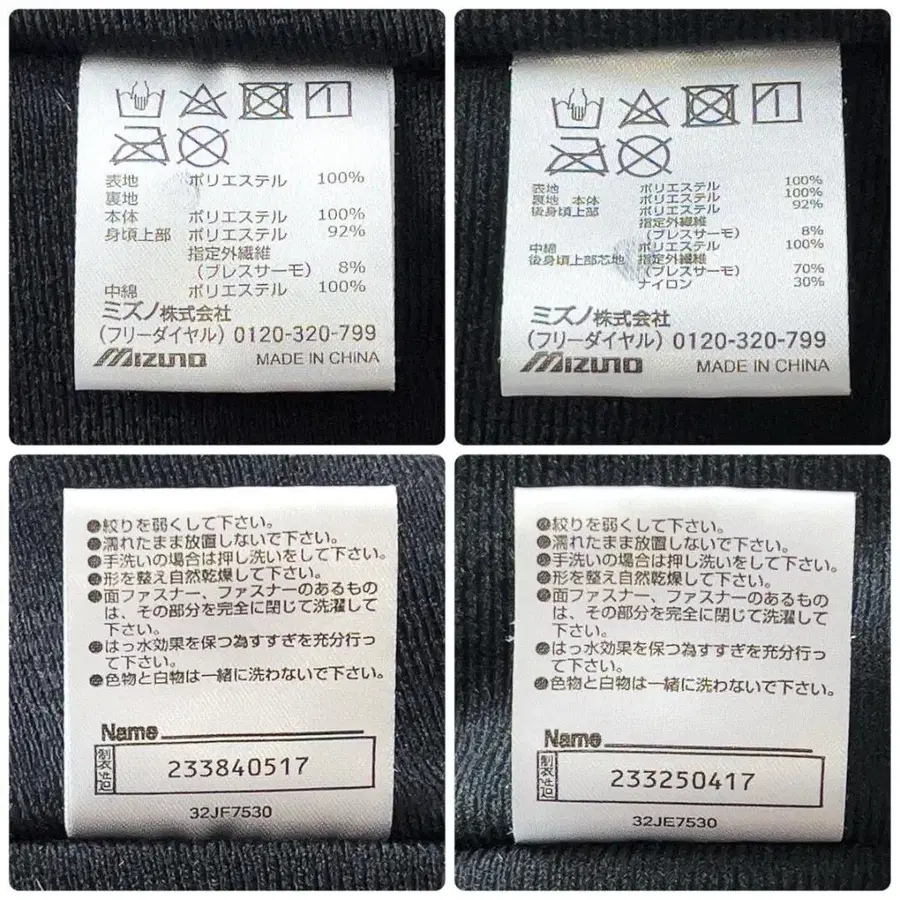 表地 ポリエステル 100%
裏地
本体 ポリエステル 100%
身頃上部 ポリエステル 92%
指定外繊維
(ブレスサーモ) 8%
中綿 ポリエステル 100%
ミズノ株式会社
(フリーダイヤル) 0120-320-799
MIZUNO MADE IN CHINA
表地 ポリエステル 100%
裏地 本体 ポリエステル 100%
後身頃上部 ポリエステル 92%
指定外繊維
(ブレスサーモ) 8%
中綿 ポリエステル 100%
後身頃上部芯地 指定外繊維
(ブレスサーモ) 70%
ナイロン 30%
ミズノ株式会社
(フリーダイヤル) 0120-320-799
MIZUNO MADE IN CHINA
●絞りを弱くして下さい。
●濡れたまま放置しないで下さい。
●手洗いの場合は押し洗いをして下さい。
●形を整え自然乾燥して下さい。
●面ファスナー、ファスナーのあるもの
は、その部分を完全に閉じて洗濯して
下さい。
●はっ水効果を保つ為すすぎを充分行っ
て下さい。
●色物と白物は一緒に洗わないで下さい。
Name
233840517
32JF7530
●絞りを弱くして下さい。
●濡れたまま放置しないで下さい。
●手洗いの場合は押し洗いをして下さい。
●形を整え自然乾燥して下さい。
●面ファスナー、ファスナーのあるもの
は、その部分を完全に閉じて洗濯して
下さい。
●はっ水効果を保つ為すすぎを充分行っ
て下さい。
●色物と白物は一緒に洗わないで下さい。
Name
233250417
32JE7530